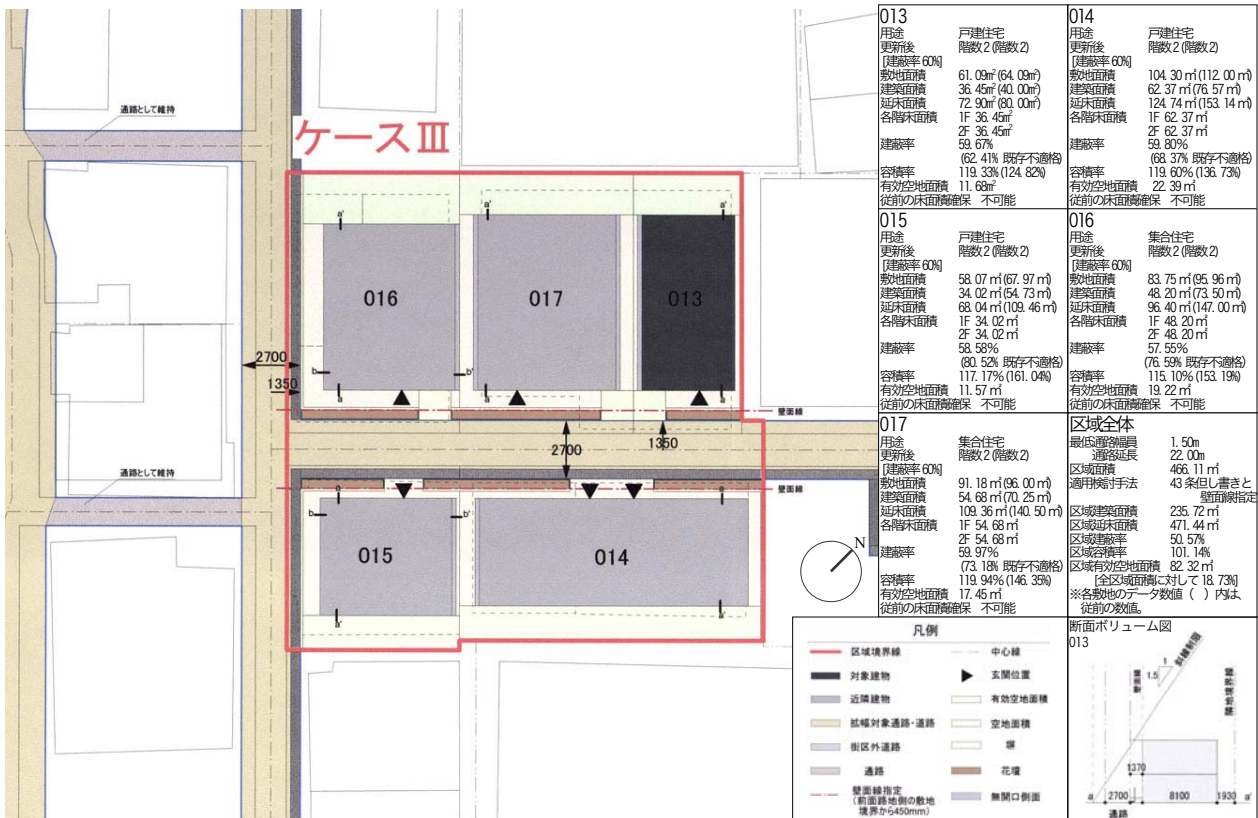 通路として維持
ケースⅢ
a'
a'
a'
016
017
013
2700
1350
b
b'
a
a
a
壁面線
2700
1350
通路として維持
壁面線
a
a
b
b'
015
014
a'
a'
N
013
用途 戸建住宅
更新後 階数2(階数2)
[建蔽率60%]
敷地面積 61.09㎡(64.09㎡)
建築面積 36.45㎡(40.00㎡)
延床面積 72.90㎡(80.00㎡)
各階床面積 1F 36.45㎡
2F 36.45㎡
建蔽率 59.67%
(62.41% 既存不適格)
容積率 119.33%(124.82%)
有効空地面積 11.68㎡
従前の床面積確保 不可能
014
用途 戸建住宅
更新後 階数2(階数2)
[建蔽率60%]
敷地面積 104.30㎡(112.00㎡)
建築面積 62.37㎡(76.57㎡)
延床面積 124.74㎡(153.14㎡)
各階床面積 1F 62.37㎡
2F 62.37㎡
建蔽率 59.80%
(68.37% 既存不適格)
容積率 119.60%(136.73%)
有効空地面積 22.39㎡
従前の床面積確保 不可能
015
用途 戸建住宅
更新後 階数2(階数2)
[建蔽率60%]
敷地面積 58.07㎡(67.97㎡)
建築面積 34.02㎡(54.73㎡)
延床面積 68.04㎡(109.46㎡)
各階床面積 1F 34.02㎡
2F 34.02㎡
建蔽率 58.58%
(80.52% 既存不適格)
容積率 117.17%(161.04%)
有効空地面積 11.57㎡
従前の床面積確保 不可能
016
用途 集合住宅
更新後 階数2(階数2)
[建蔽率60%]
敷地面積 83.75㎡(95.96㎡)
建築面積 48.20㎡(73.50㎡)
延床面積 96.40㎡(147.00㎡)
各階床面積 1F 48.20㎡
2F 48.20㎡
建蔽率 57.55%
(76.59% 既存不適格)
容積率 115.10%(153.19%)
有効空地面積 19.22㎡
従前の床面積確保 不可能
017
用途 集合住宅
更新後 階数2(階数2)
[建蔽率60%]
敷地面積 91.18㎡(96.00㎡)
建築面積 54.68㎡(70.25㎡)
延床面積 109.36㎡(140.50㎡)
各階床面積 1F 54.68㎡
2F 54.68㎡
建蔽率 59.97%
(73.18% 既存不適格)
容積率 119.94%(146.35%)
有効空地面積 17.45㎡
従前の床面積確保 不可能
区域全体
最低通路幅員 1.50m
通路延長 22.00m
区域面積 466.11㎡
適用検討手法 43条但し書きと
壁面線指定
区域建築面積 235.72㎡
区域延床面積 471.44㎡
区域建蔽率 50.57%
区域容積率 101.14%
区域有効空地面積 82.32㎡
[全区域面積に対して18.73%]
※各敷地のデータ数値( )内は、
従前の数値。
凡例
区域境界線
対象建物
近隣建物
拡幅対象通路・道路
街区外道路
通路
壁面線指定
(前面路地側の敷地
境界から450mm)
中心線
玄関位置
有効空地面積
空地面積
塀
花壇
無開口側面
断面ボリューム図
013
1
1.5
斜線制限
壁面線
隣地境界線
1370
a
2700
8100
1930
a'
通路